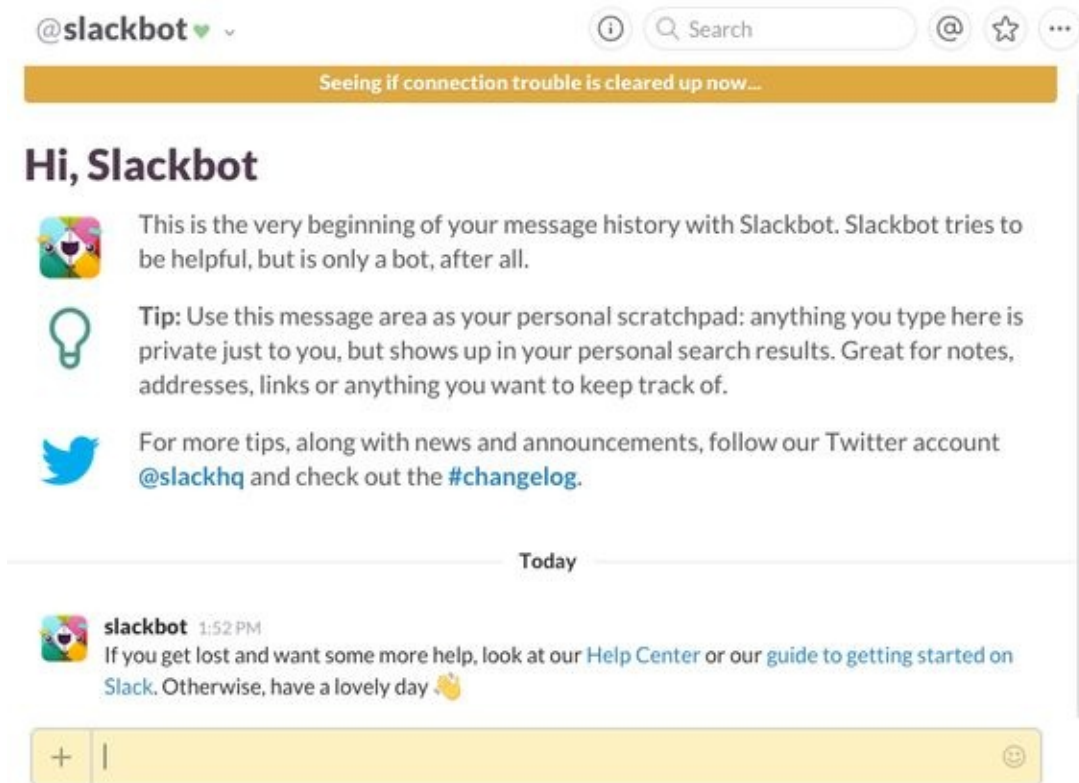 @slackbot
Search
@
Seeing if connection trouble is cleared up now...
Hi, Slackbot
This is the very beginning of your message history with Slackbot. Slackbot tries to
be helpful, but is only a bot, after all.
Tip: Use this message area as your personal scratchpad: anything you type here is
private just to you, but shows up in your personal search results. Great for notes,
addresses, links or anything you want to keep track of.
For more tips, along with news and announcements, follow our Twitter account
@slackhq and check out the #changelog.
Today
slackbot 1:52 PM
If you get lost and want some more help, look at our Help Center or our guide to getting started on
Slack. Otherwise, have a lovely day 👋